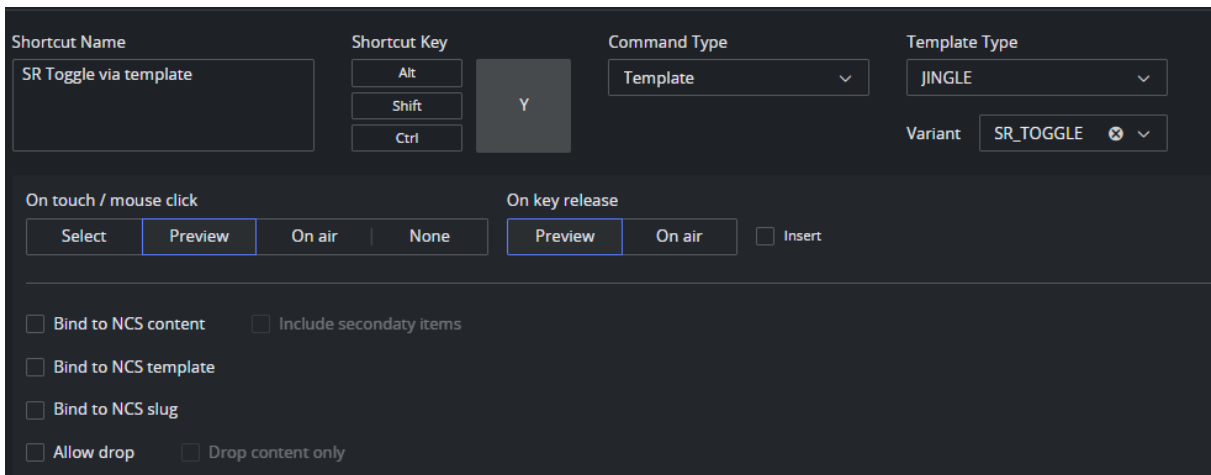 Shortcut Name Shortcut Key Command Type Template Type
SR Toggle via template Alt Y Template JINGLE
Shift
Ctrl Variant SR_TOGGLE
On touch / mouse click On key release
Select Preview On air None Preview On air Insert
Bind to NCS content Include secondaty items
Bind to NCS template
Bind to NCS slug
Allow drop Drop content only